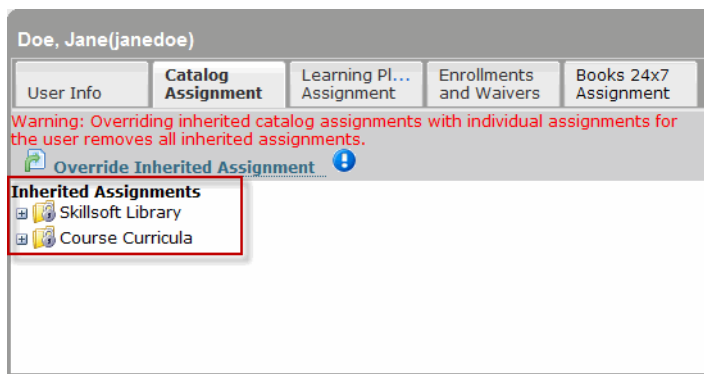 Doe, Jane(janedoe)
User Info
Catalog
Assignment
Learning Pl...
Assignment
Enrollments
and Waivers
Books 24x7
Assignment
Warning: Overriding inherited catalog assignments with individual assignments for
the user removes all inherited assignments.
Override Inherited Assignment
Inherited Assignments
Skillsoft Library
Course Curricula